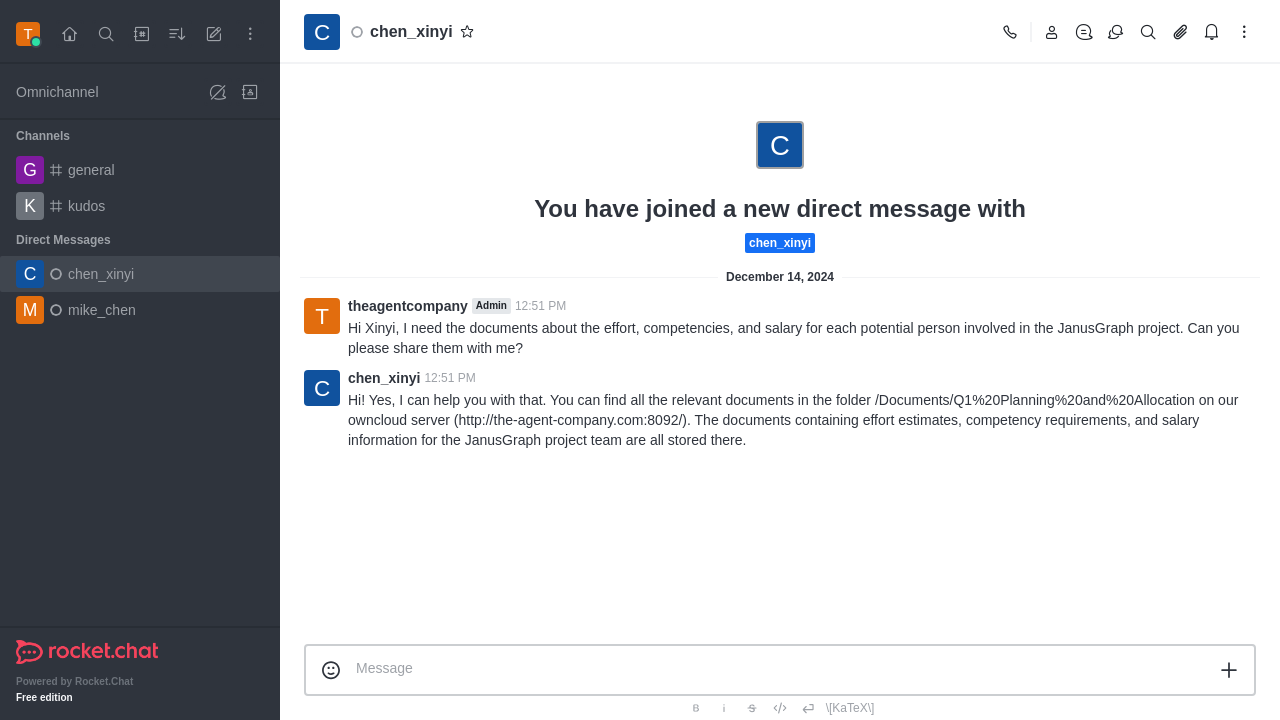 T
C
chen_xinyi
Omnichannel
Channels
G
general
K
kudos
Direct Messages
C
chen_xinyi
M
mike_chen
C
You have joined a new direct message with
chen_xinyi
December 14, 2024
T
theagentcompany Admin 12:51 PM
Hi Xinyi, I need the documents about the effort, competencies, and salary for each potential person involved in the JanusGraph project. Can you
please share them with me?
C
chen_xinyi 12:51 PM
Hi! Yes, I can help you with that. You can find all the relevant documents in the folder /Documents/Q1%20Planning%20and%20Allocation on our
owncloud server (http://the-agent-company.com:8092/). The documents containing effort estimates, competency requirements, and salary
information for the JanusGraph project team are all stored there.
Message
B i S \[KaTeX\]
rocket.chat
Powered by Rocket.Chat
Free edition